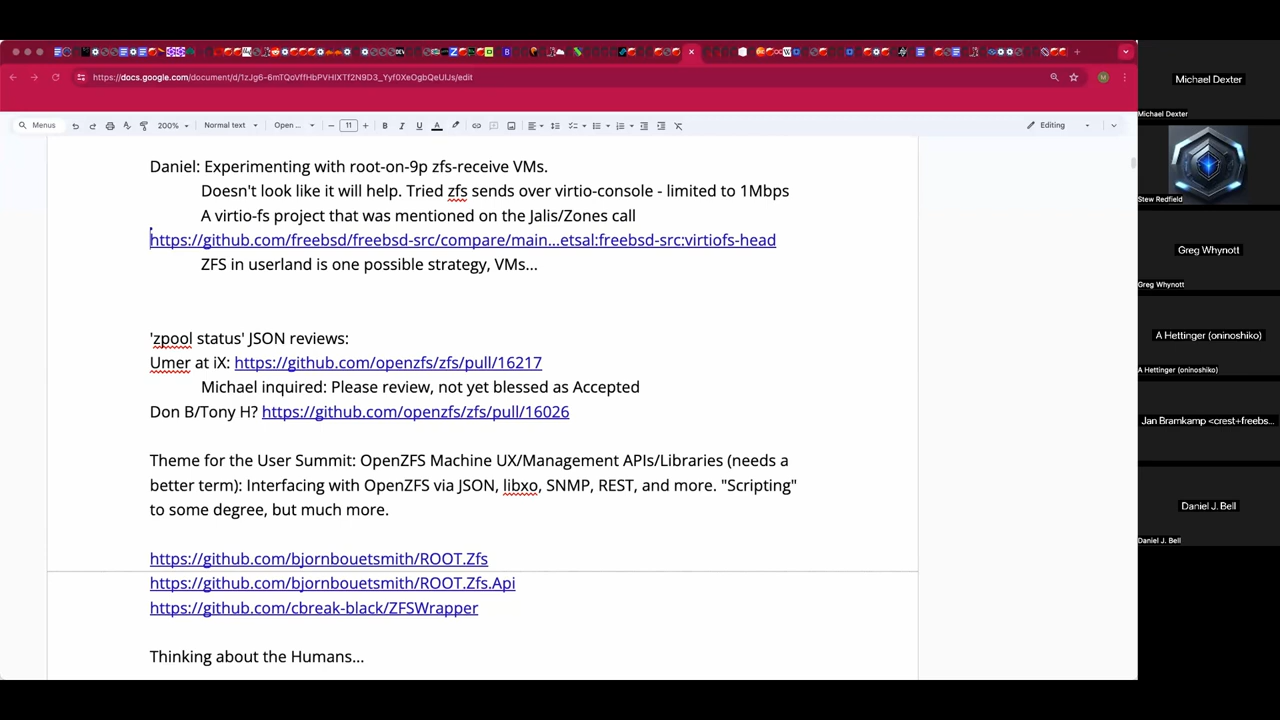 https://docs.google.com/document/d/1zJg6-6mTQoVffHbPVHIXTf2N9D3_Yyf0XeOgbQeUIJs/edit
Menus
200%
Normal text
Open ...
11
Editing
Daniel: Experimenting with root-on-9p zfs-receive VMs.
Doesn't look like it will help. Tried zfs sends over virtio-console - limited to 1Mbps
A virtio-fs project that was mentioned on the Jalis/Zones call
https://github.com/freebsd/freebsd-src/compare/main...etsal:freebsd-src:virtiofs-head
ZFS in userland is one possible strategy, VMs...
'zpool status' JSON reviews:
Umer at iX: https://github.com/openzfs/zfs/pull/16217
Michael inquired: Please review, not yet blessed as Accepted
Don B/Tony H? https://github.com/openzfs/zfs/pull/16026
Theme for the User Summit: OpenZFS Machine UX/Management APIs/Libraries (needs a
better term): Interfacing with OpenZFS via JSON, libxo, SNMP, REST, and more. "Scripting"
to some degree, but much more.
https://github.com/bjornbouetsmith/ROOT.Zfs
https://github.com/bjornbouetsmith/ROOT.Zfs.Api
https://github.com/cbreak-black/ZFSWrapper
Thinking about the Humans...
Michael Dexter
Michael Dexter
Stew Redfield
Greg Whynott
Greg Whynott
A Hettinger (oninoshiko)
A Hettinger (oninoshiko)
Jan Bramkamp <crest+freebs...
Daniel J. Bell
Daniel J. Bell